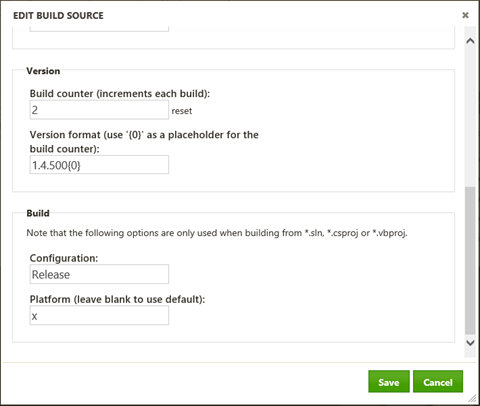 EDIT BUILD SOURCE
Version
Build counter (increments each build):
2
reset
Version format (use '{0}' as a placeholder for the
build counter):
1.4.500{0}
Build
Note that the following options are only used when building from *.sln, *.csproj or *.vbproj.
Configuration:
Release
Platform (leave blank to use default):
x
Save
Cancel